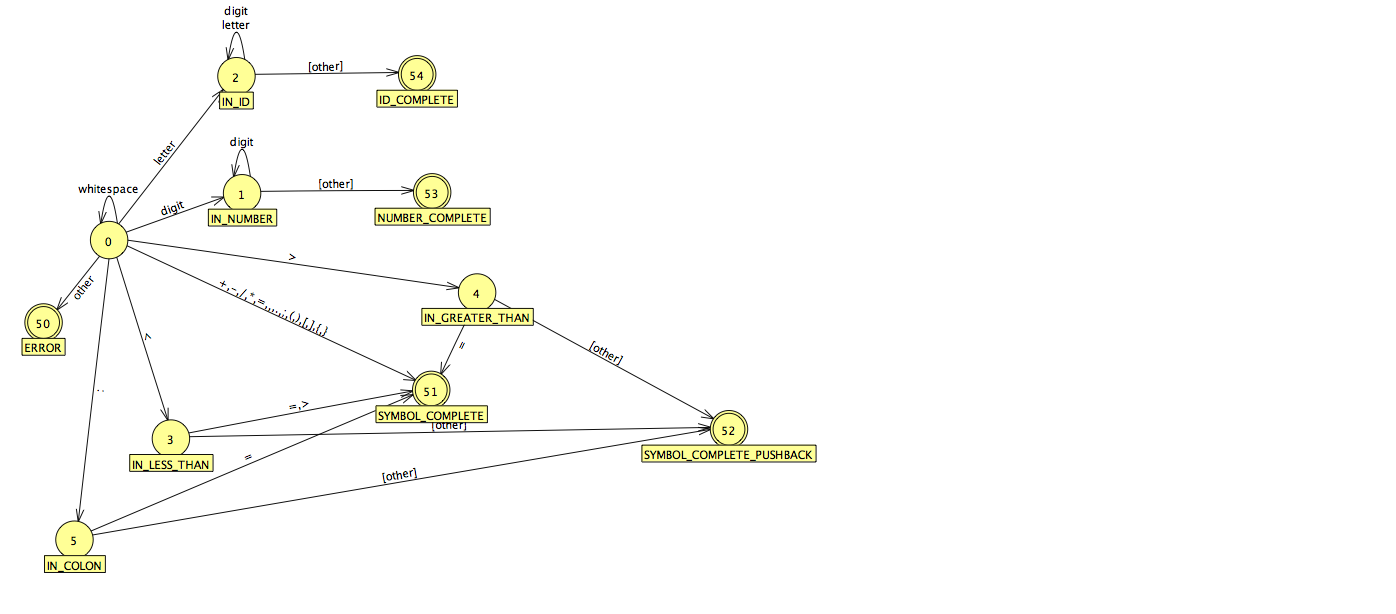 digit
letter
2
[other]
54
IN_ID
ID_COMPLETE
letter
digit
1
[other]
53
IN_NUMBER
NUMBER_COMPLETE
whitespace
digit
0
>
other
4
IN_GREATER_THAN
50
ERROR
<
=
[other]
51
SYMBOL_COMPLETE
:
=,>
3
IN_LESS_THAN
[other]
52
SYMBOL_COMPLETE_PUSHBACK
=
[other]
5
IN_COLON